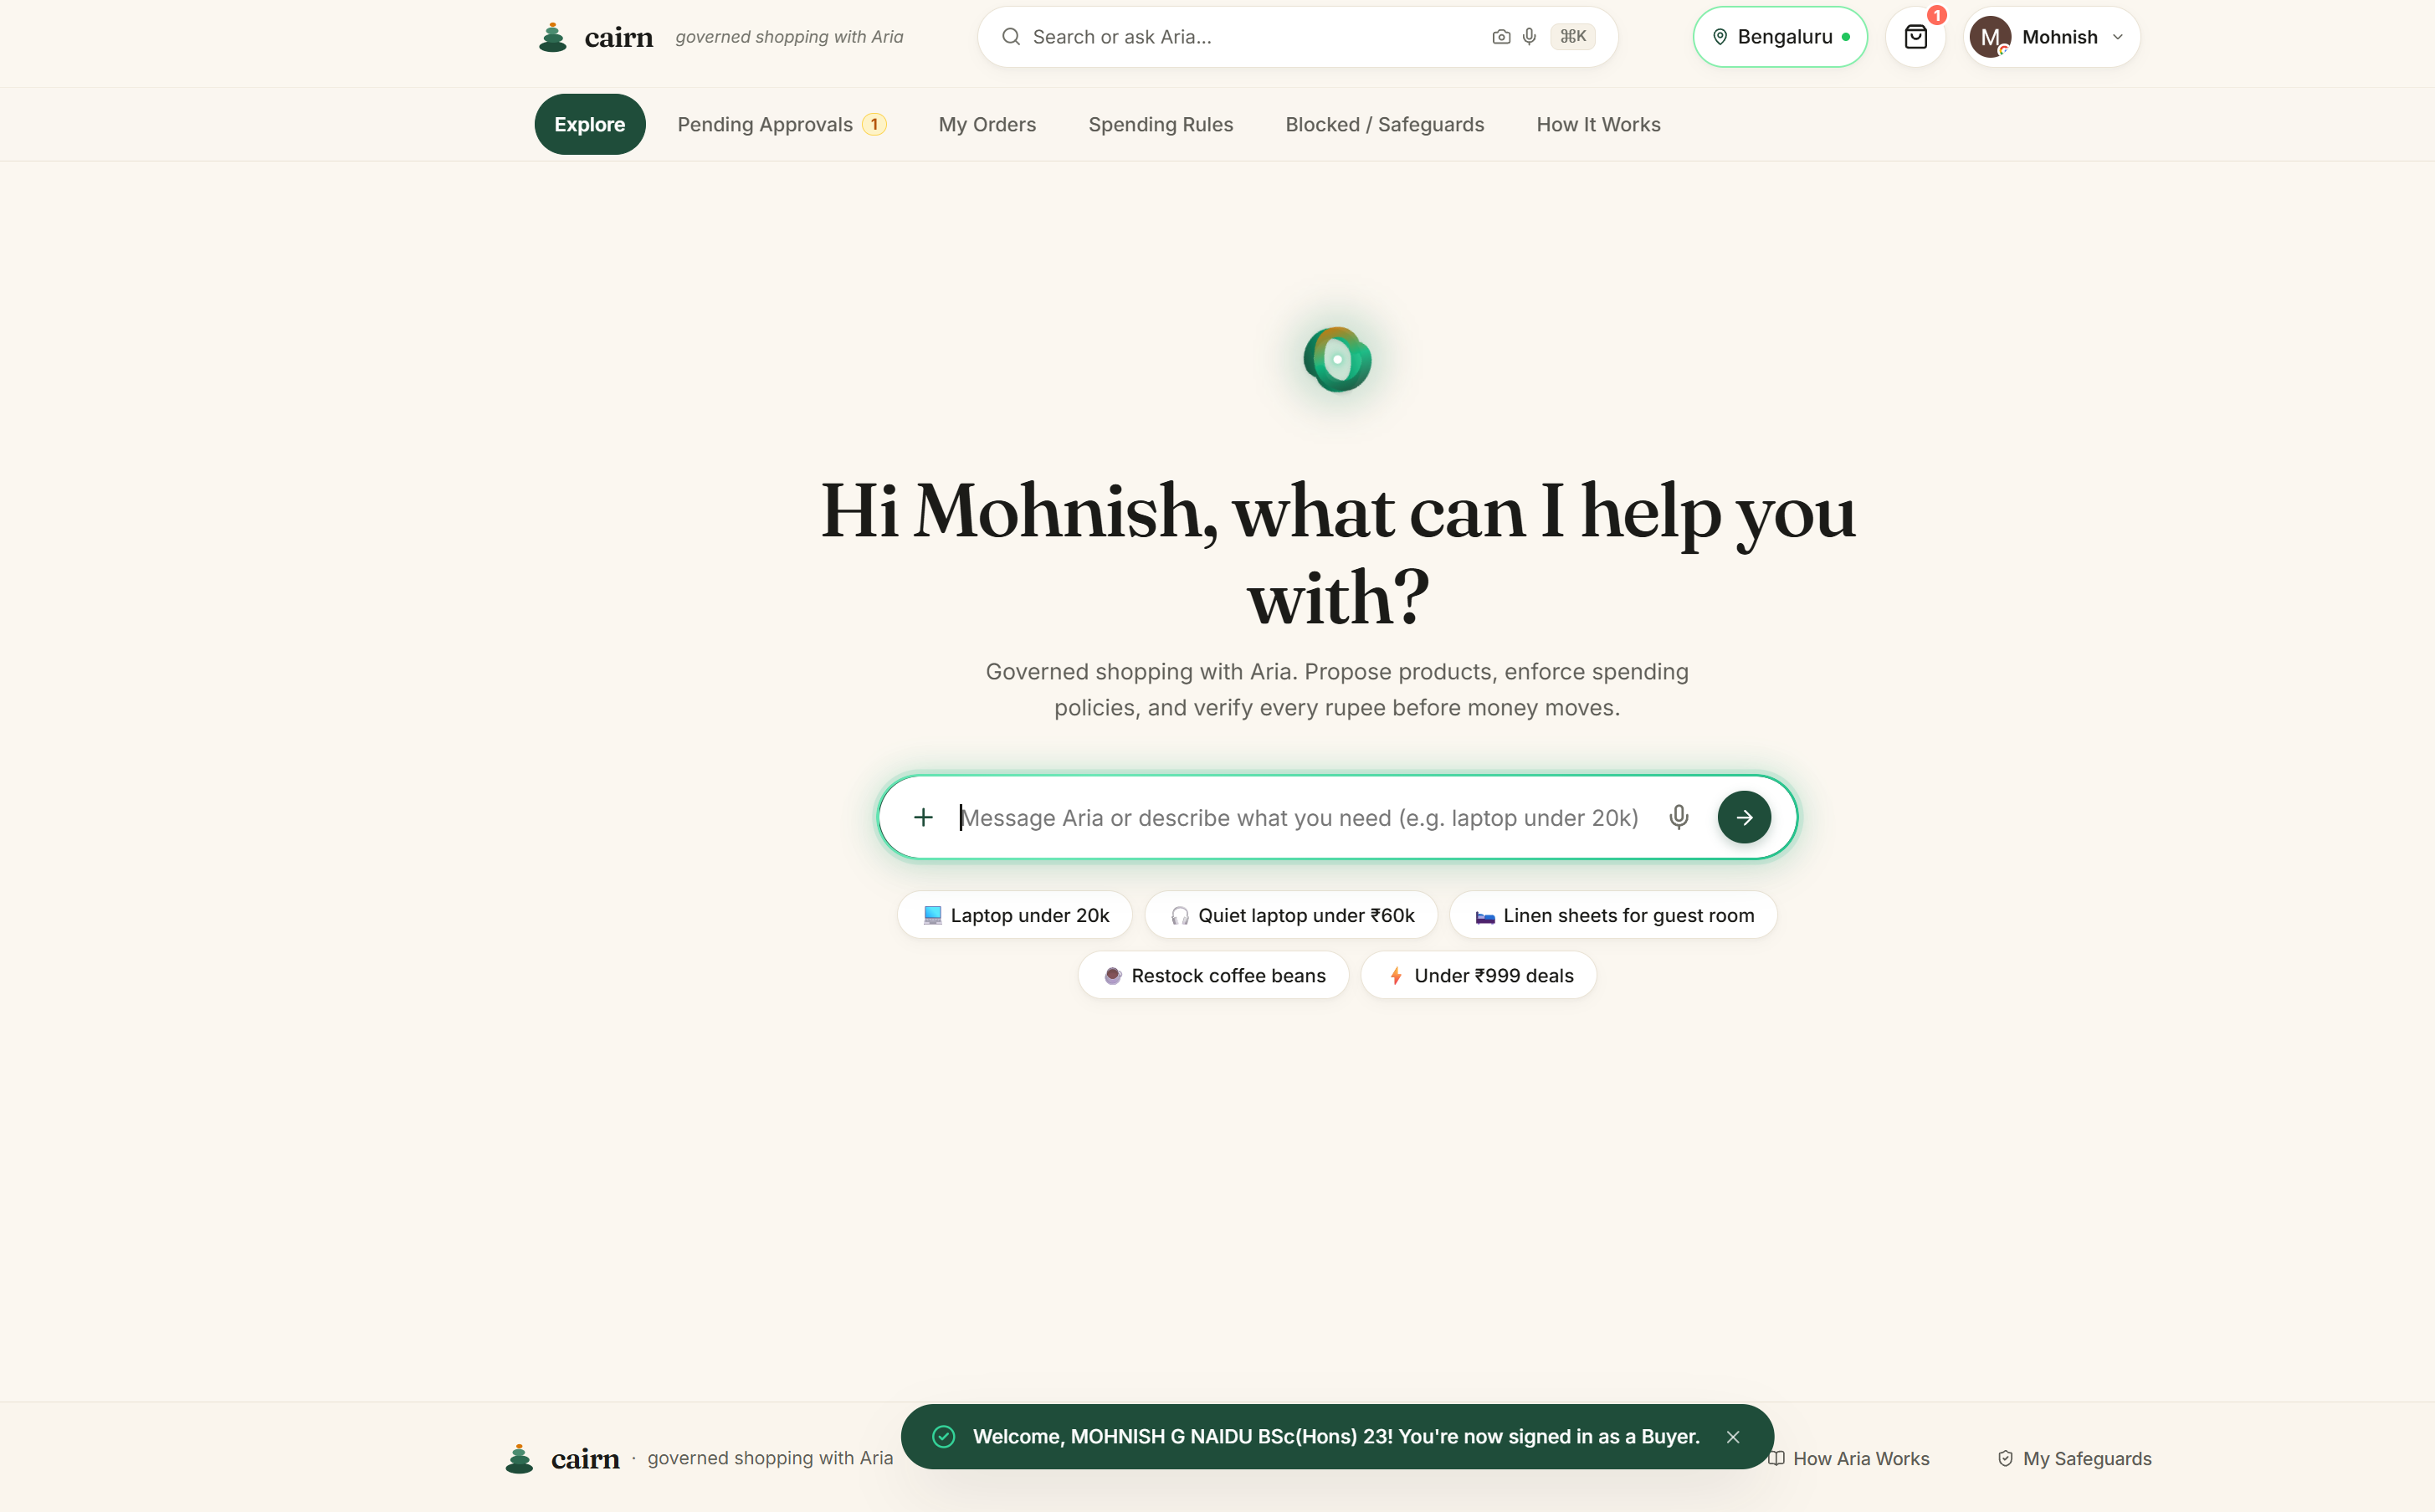 cairn governed shopping with Aria
Search or ask Aria... ⌘K
Bengaluru
1
M Mohnish
Explore
Pending Approvals 1
My Orders
Spending Rules
Blocked / Safeguards
How It Works
Hi Mohnish, what can I help you
with?
Governed shopping with Aria. Propose products, enforce spending
policies, and verify every rupee before money moves.
Message Aria or describe what you need (e.g. laptop under 20k)
Laptop under 20k
Quiet laptop under ₹60k
Linen sheets for guest room
Restock coffee beans
Under ₹999 deals
cairn · governed shopping with Aria
Welcome, MOHNISH G NAIDU BSc(Hons) 23! You're now signed in as a Buyer.
How Aria Works
My Safeguards